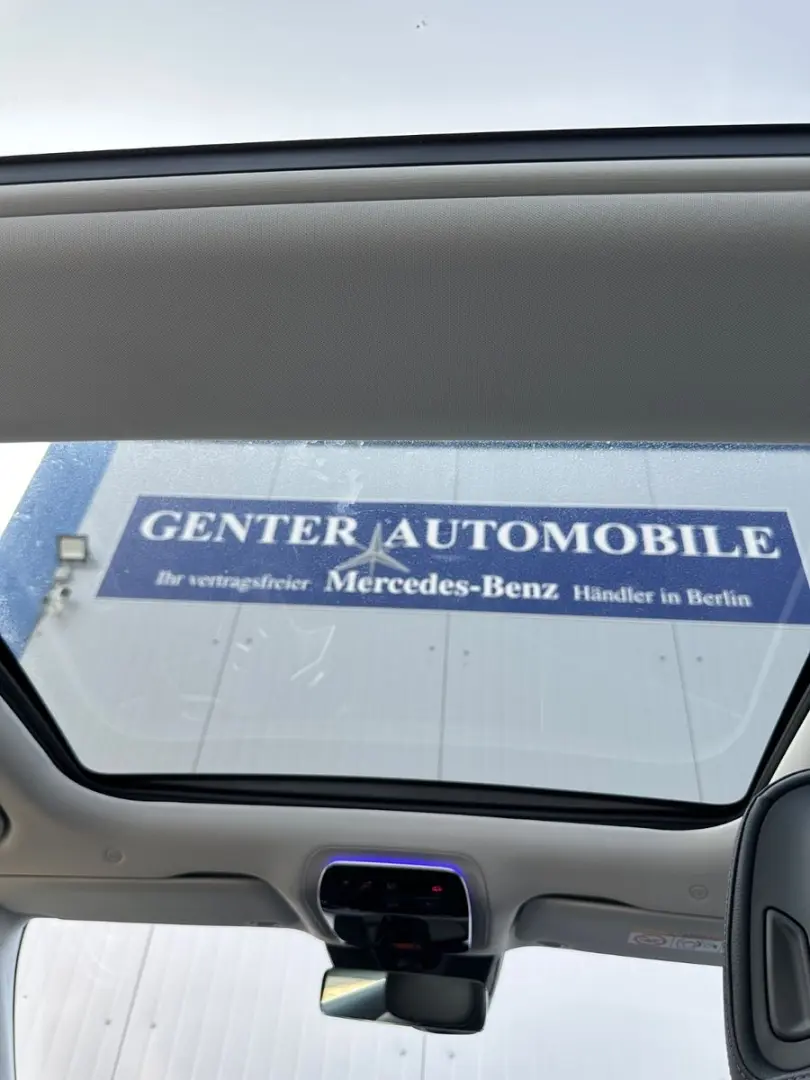 GENTER AUTOMOBILE
Ihr vertragsfreier Mercedes-Benz Händler in Berlin